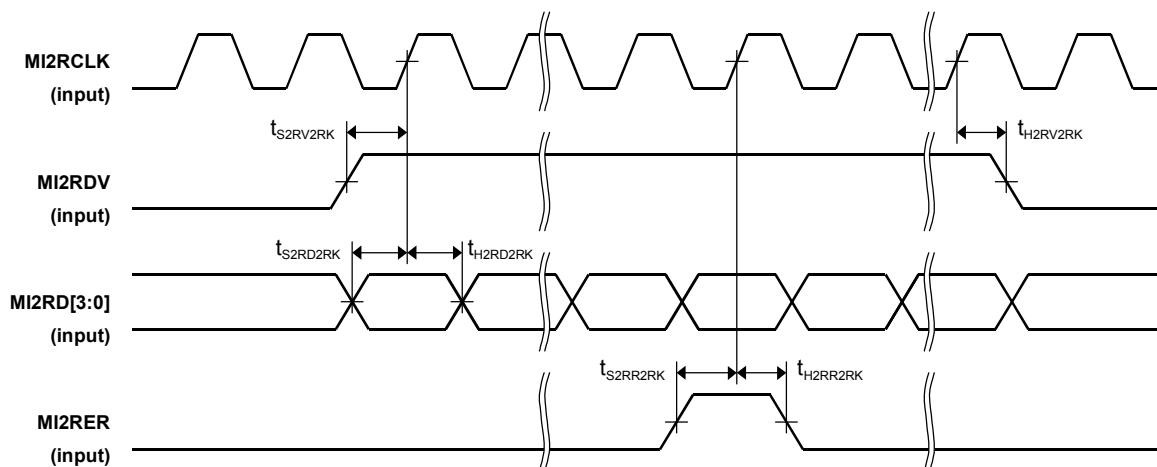 MI2RCLK
(input)
tS2RV2RK
tH2RV2RK
MI2RDV
(input)
tS2RD2RK
tH2RD2RK
MI2RD[3:0]
(input)
tS2RR2RK
tH2RR2RK
MI2RER
(input)